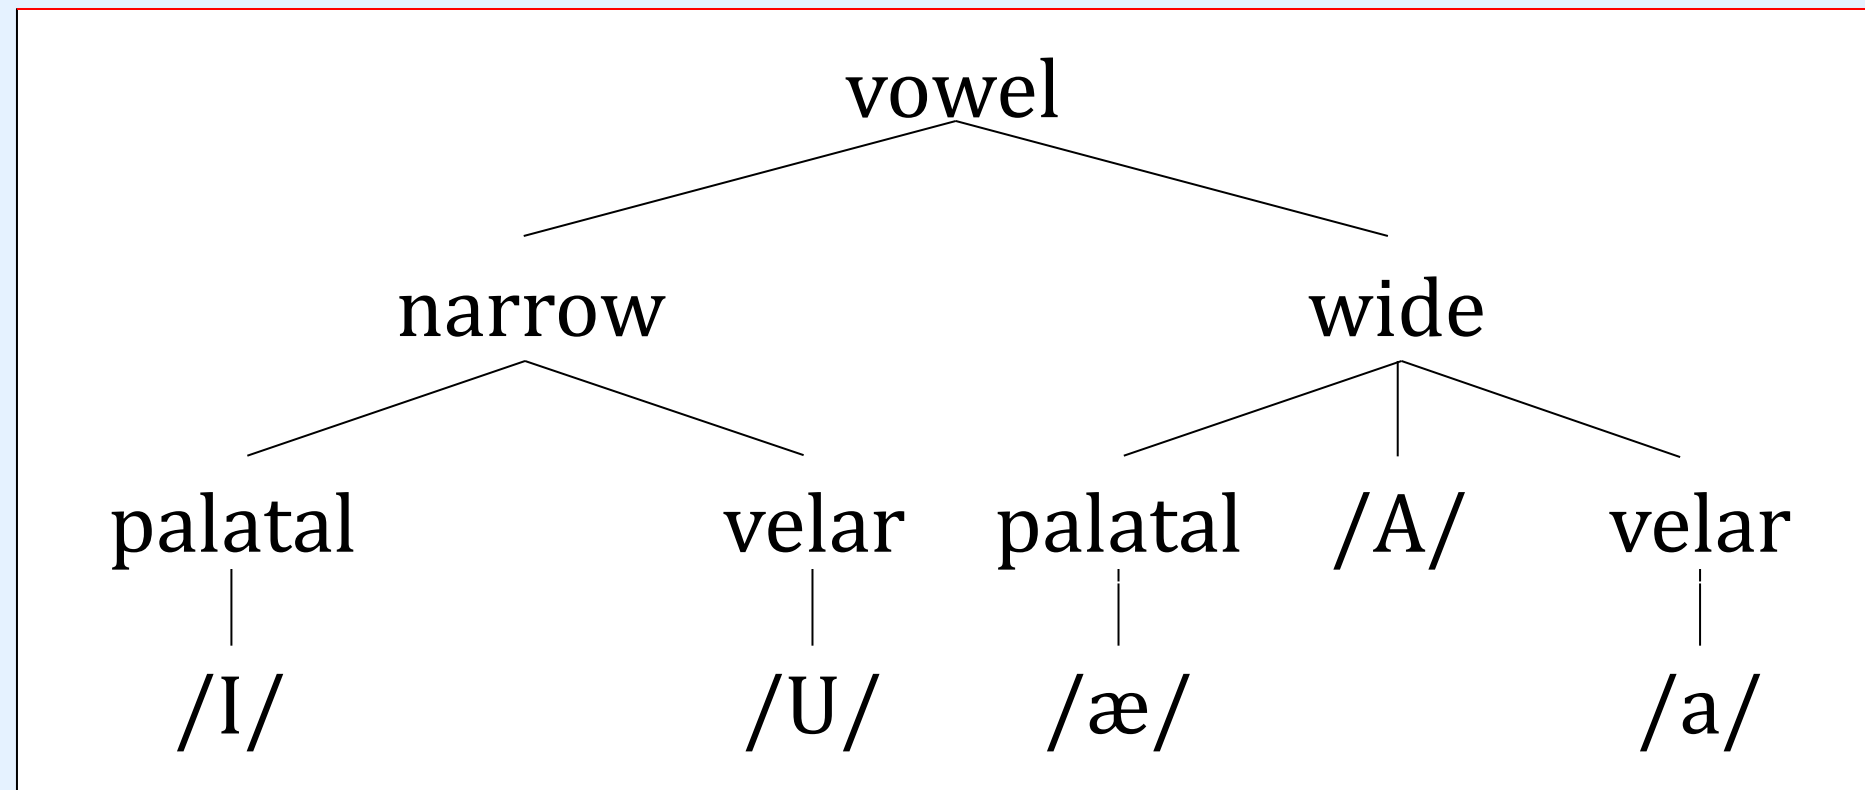 vowel
narrow wide
palatal velar palatal /A/ velar
/I/ /U/ /æ/ /a/